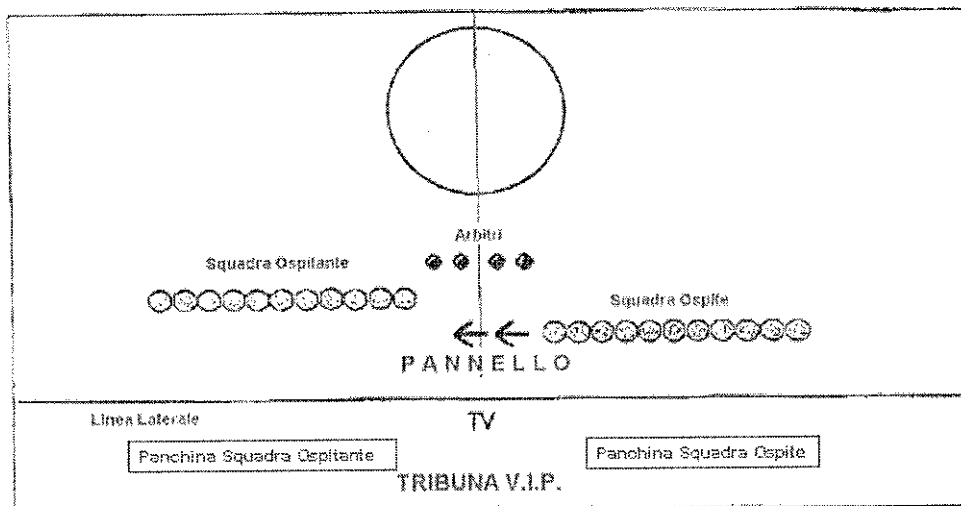 Arbitri
Squadra Ospitante
Squadra Ospite
PANNELLO
Linea Laterale
TV
Panchina Squadra Ospitante
Panchina Squadra Ospite
TRIBUNA V.I.P.